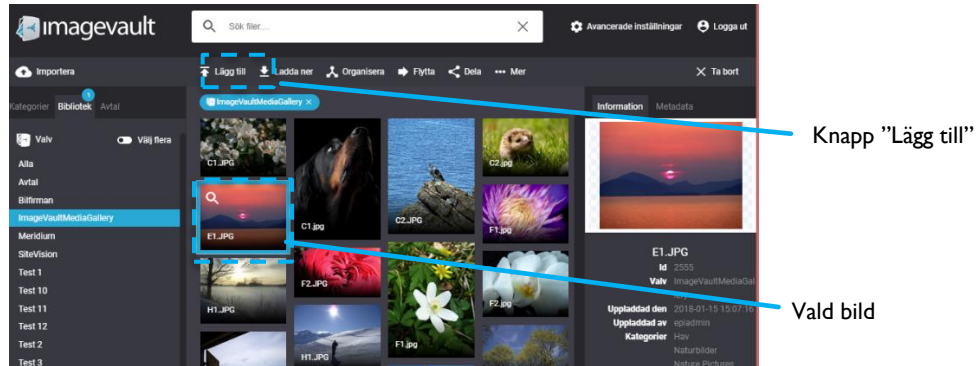 imagevault
Sök filer....
Avancerade inställningar
Logga ut
Importera
Lägg till
Ladda ner
Organisera
Flytta
Dela
Mer
Ta bort
Kategorier
Bibliotek
1
Avtal
ImageVaultMediaGallery
Information
Metadata
Valv
Välj flera
Alla
Avtal
Bilfirman
ImageVaultMediaGallery
Meridium
SiteVision
Test 1
Test 10
Test 11
Test 12
Test 2
Test 3
C1.JPG
E1.JPG
H1.JPG
C1.jpg
F2.JPG
H1.JPG
C2.JPG
F1.jpg
C2.jpg
F1.jpg
F2.jpg
E1.JPG
Id 2555
Valv ImageVaultMediaGal
Uppladdad den 2018-01-15 15:07:16
Uppladdad av epiadmin
Kategorier Hav
Naturbilder
Nature Pictures
Knapp ”Lägg till”
Vald bild